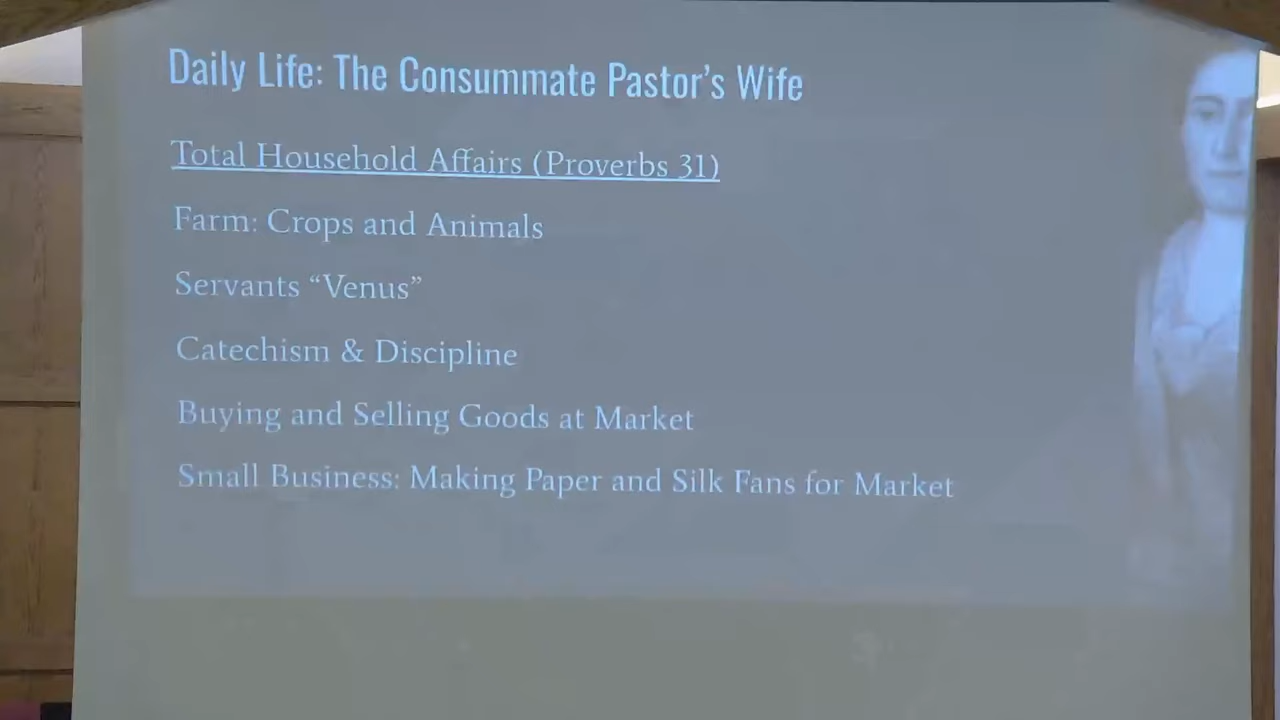 Daily Life: The Consummate Pastor's Wife
Total Household Affairs (Proverbs 31)
Farm: Crops and Animals
Servants “Venus”
Catechism & Discipline
Buying and Selling Goods at Market
Small Business: Making Paper and Silk Fans for Market